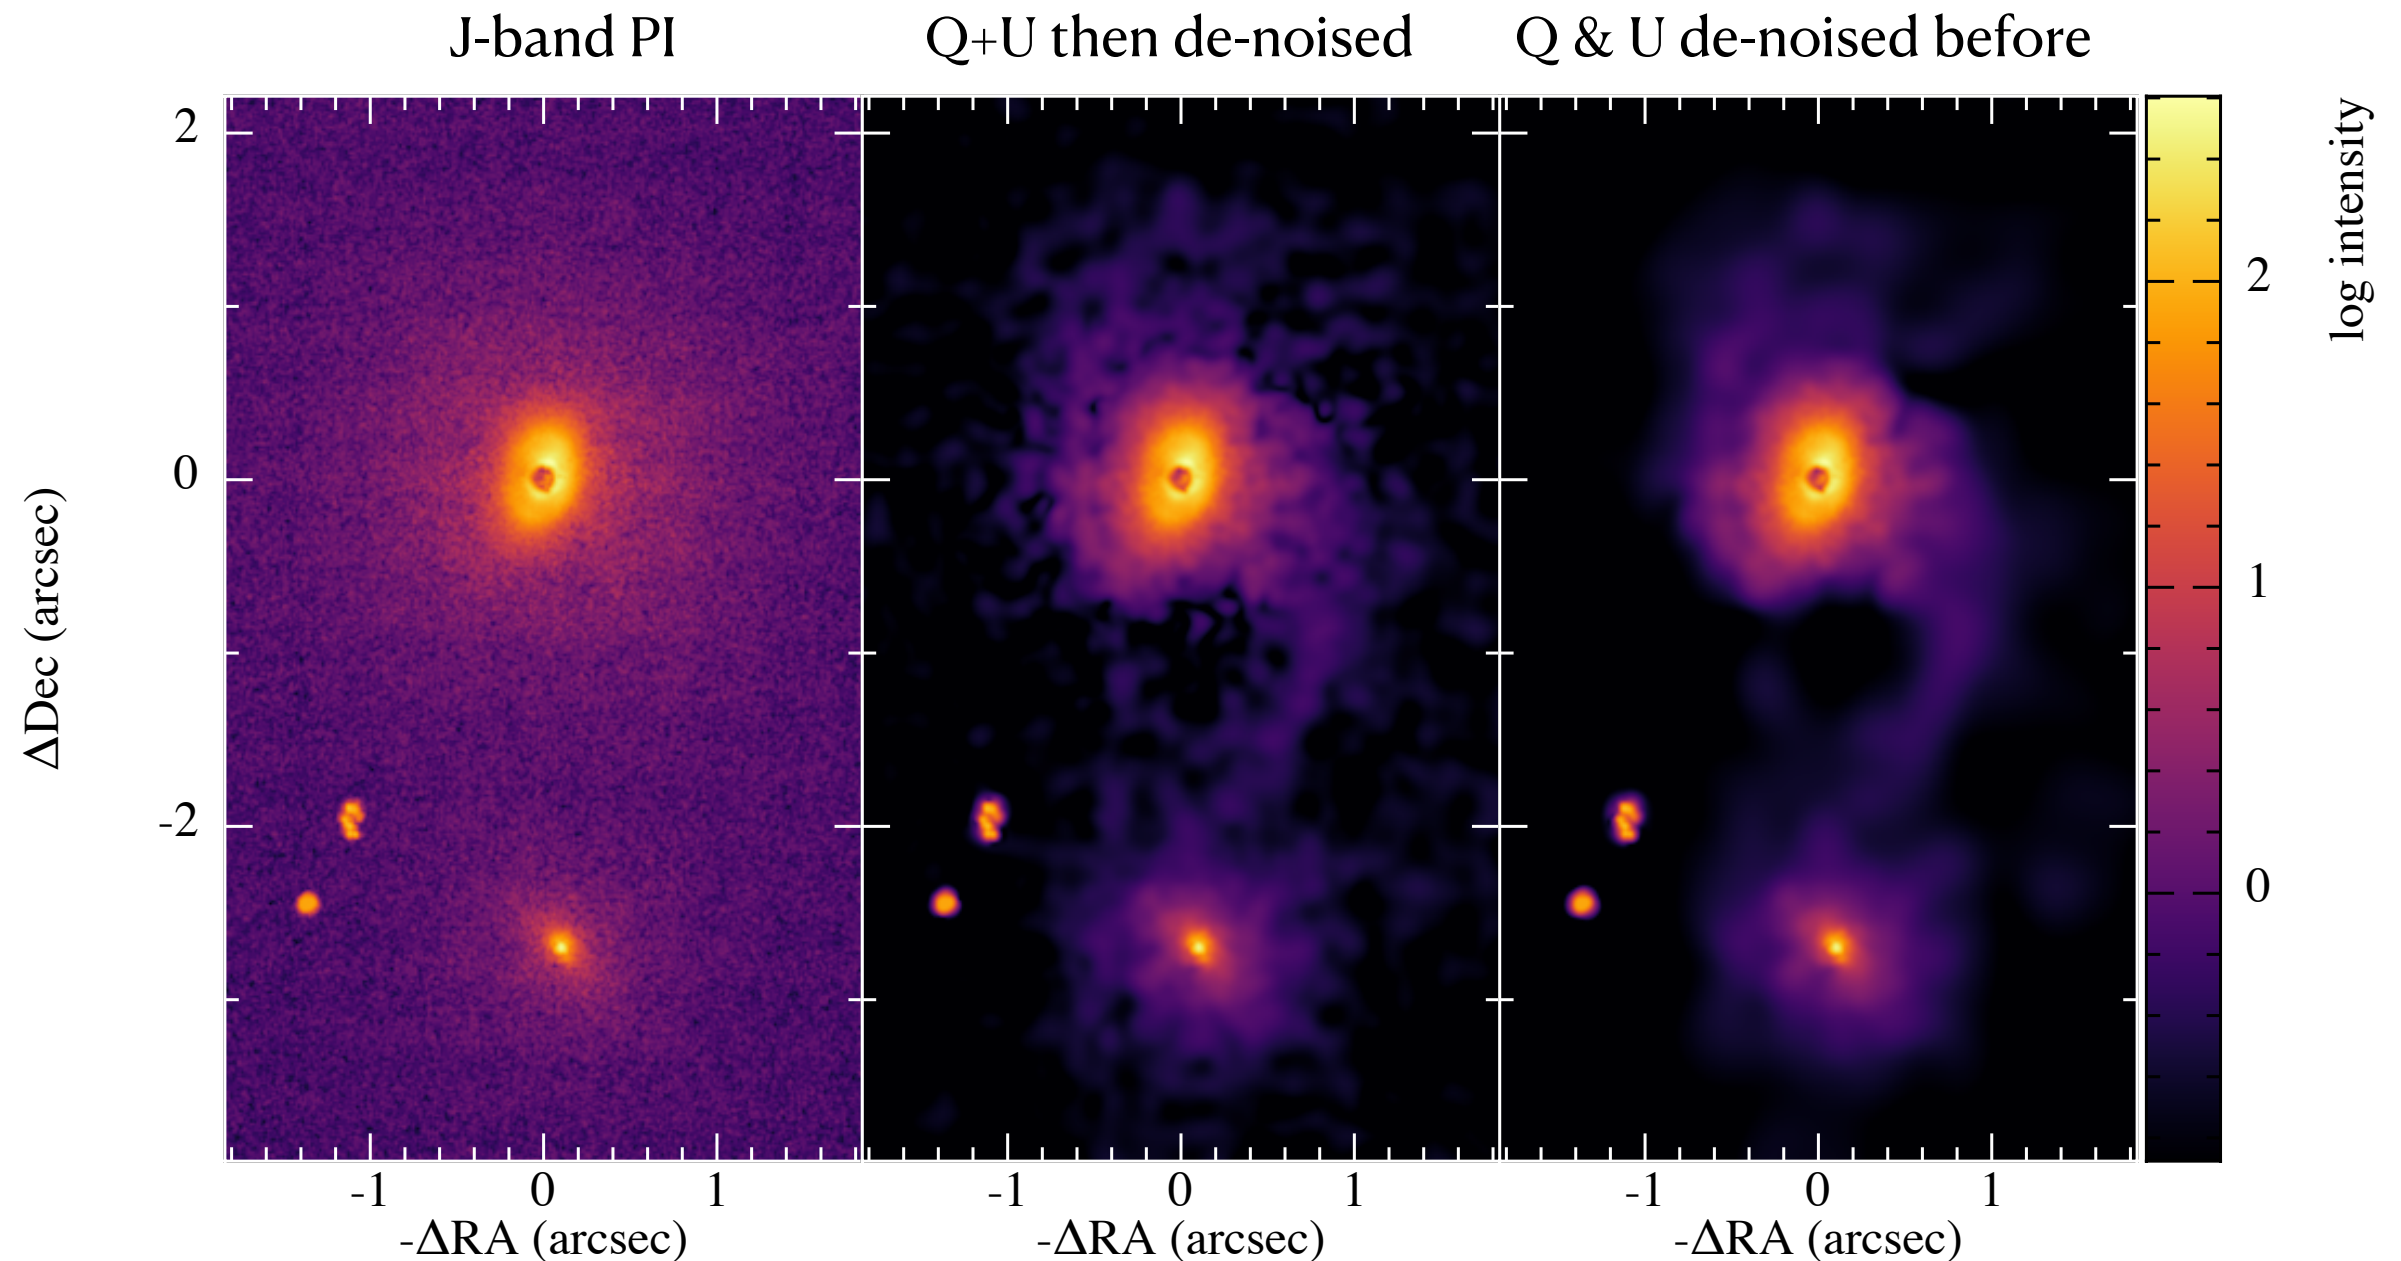 J-band PI
Q+U then de-noised
Q & U de-noised before
2
0
-2
ΔDec (arcsec)
-1 0 1
-1 0 1
-1 0 1
-ΔRA (arcsec)
-ΔRA (arcsec)
-ΔRA (arcsec)
2
1
0
log intensity